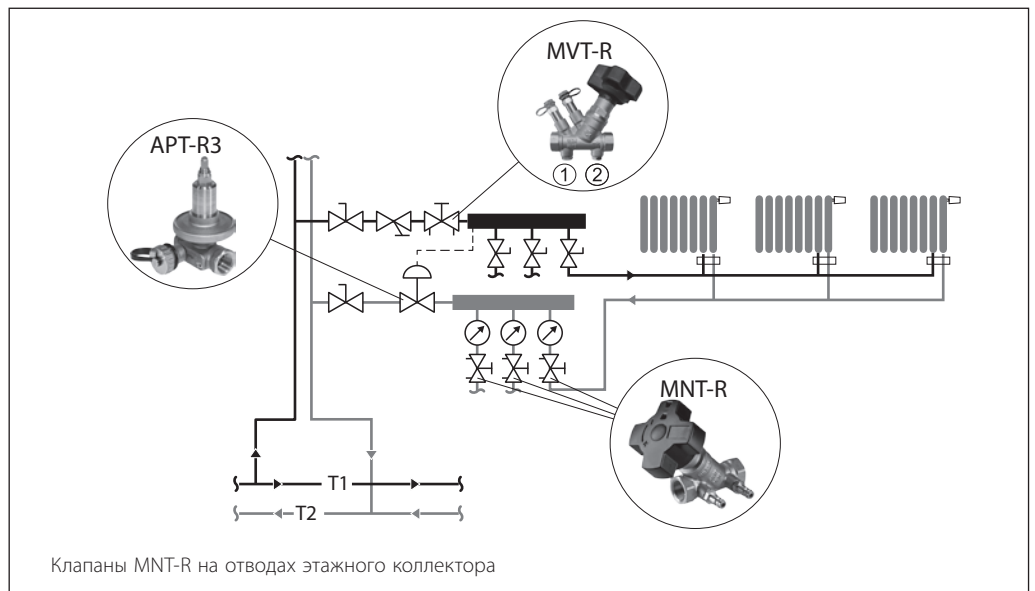 MVT-R
① ②
APT-R3
MNT-R
T1
T2
Клапаны MNT-R на отводах этажного коллектора